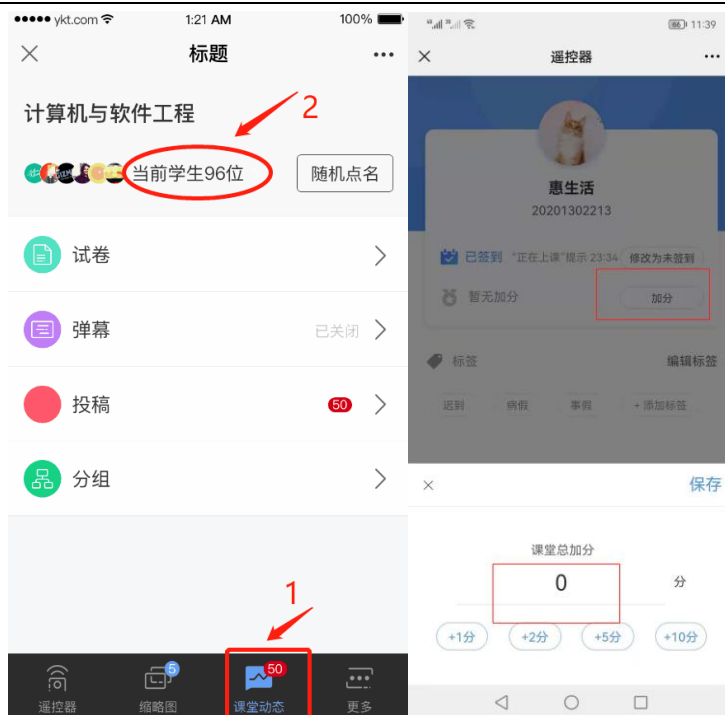 ykt.com 1:21 AM 100%
标题
计算机与软件工程
2
当前学生96位
随机点名
试卷
弹幕 已关闭
投稿 50
分组
1
5
50
遥控器 缩略图 课堂动态 更多
86 11:39
遥控器
惠生活
20201302213
已签到 "正在上课"提示 23:34 修改为未签到
暂无加分 加分
标签 编辑标签
迟到 病假 事假 +添加标签
保存
课堂总加分
0 分
+1分 +2分 +5分 +10分